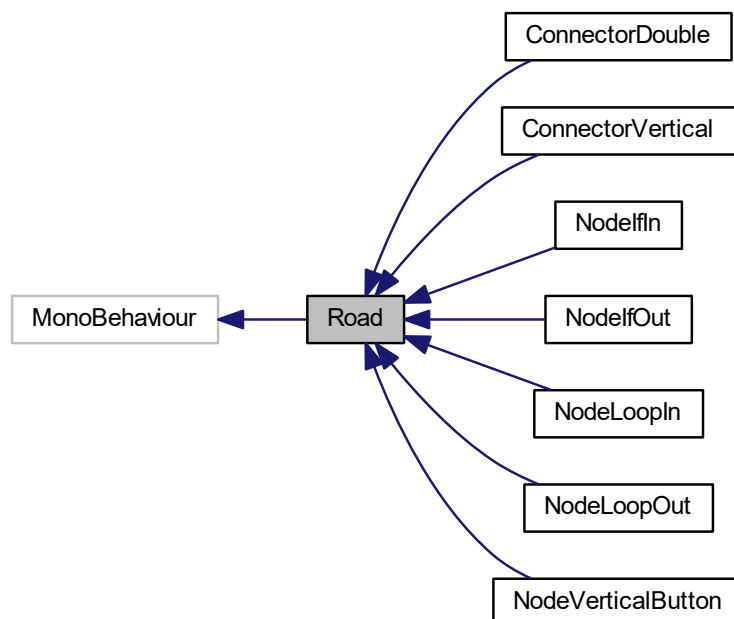 ConnectorDouble
ConnectorVertical
NodeIfIn
MonoBehaviour
Road
NodeIfOut
NodeLoopIn
NodeLoopOut
NodeVerticalButton